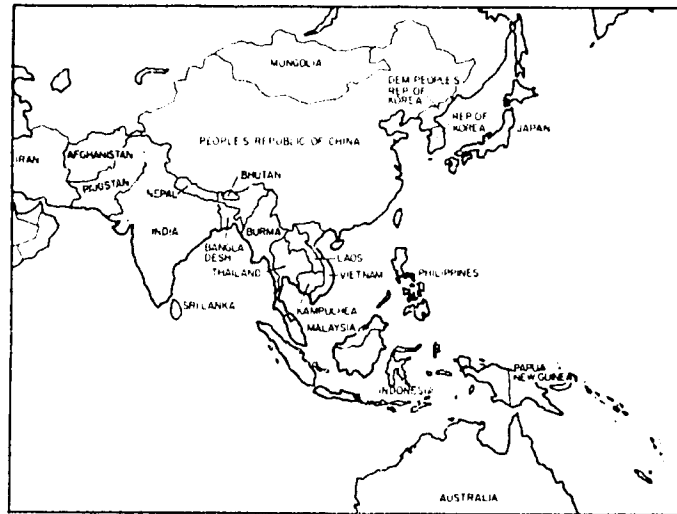 MONGOLIA
DEM PEOPLE'S
REP OF
KOREA
REP OF
KOREA
JAPAN
PEOPLE'S REPUBLIC OF CHINA
IRAN
AFGHANISTAN
PAKISTAN
NEPAL
BHUTAN
INDIA
BANGLA
DESH
BURMA
LAOS
THAILAND
VIETNAM
PHILIPPINES
SRI LANKA
KAMPUCHEA
MALAYSIA
PAPUA
NEW GUINEA
INDONESIA
AUSTRALIA